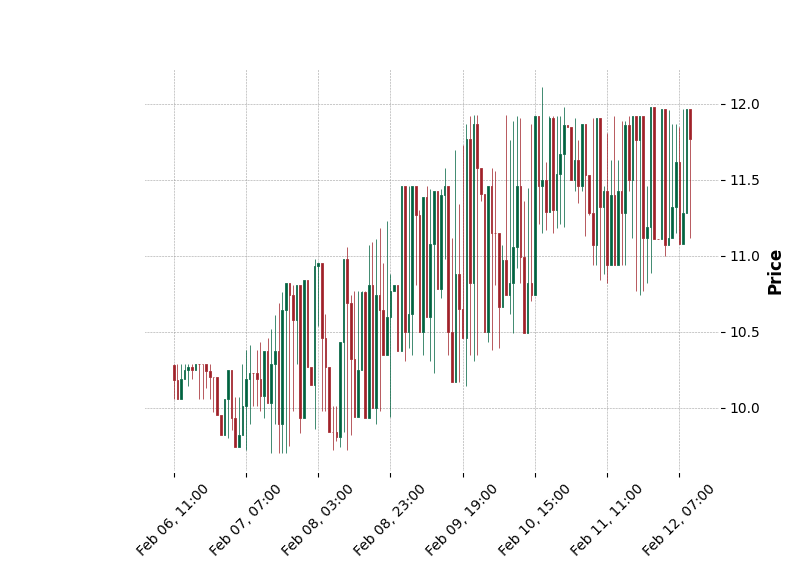 12.0
11.5
11.0
10.5
10.0
Price
Feb 06, 11:00
Feb 07, 07:00
Feb 08, 03:00
Feb 08, 23:00
Feb 09, 19:00
Feb 10, 15:00
Feb 11, 11:00
Feb 12, 07:00